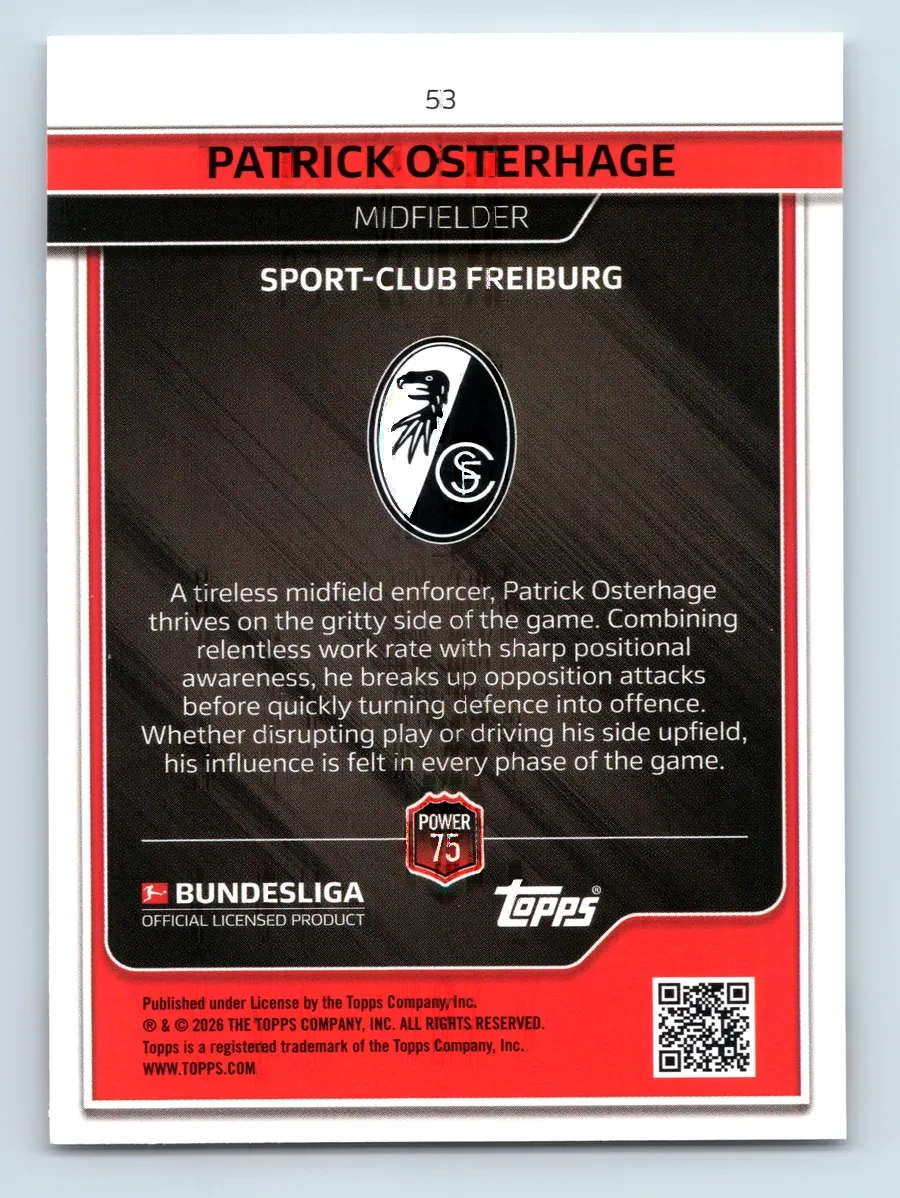 53
PATRICK OSTERHAGE
MIDFIELDER
SPORT-CLUB FREIBURG
SCF
A tireless midfield enforcer, Patrick Osterhage
thrives on the gritty side of the game. Combining
relentless work rate with sharp positional
awareness, he breaks up opposition attacks
before quickly turning defence into offence.
Whether disrupting play or driving his side upfield,
his influence is felt in every phase of the game.
POWER
75
BUNDESLIGA
OFFICIAL LICENSED PRODUCT
topps®
Published under License by the Topps Company, Inc.
® & © 2026 THE TOPPS COMPANY, INC. ALL RIGHTS RESERVED.
Topps is a registered trademark of the Topps Company, Inc.
WWW.TOPPS.COM